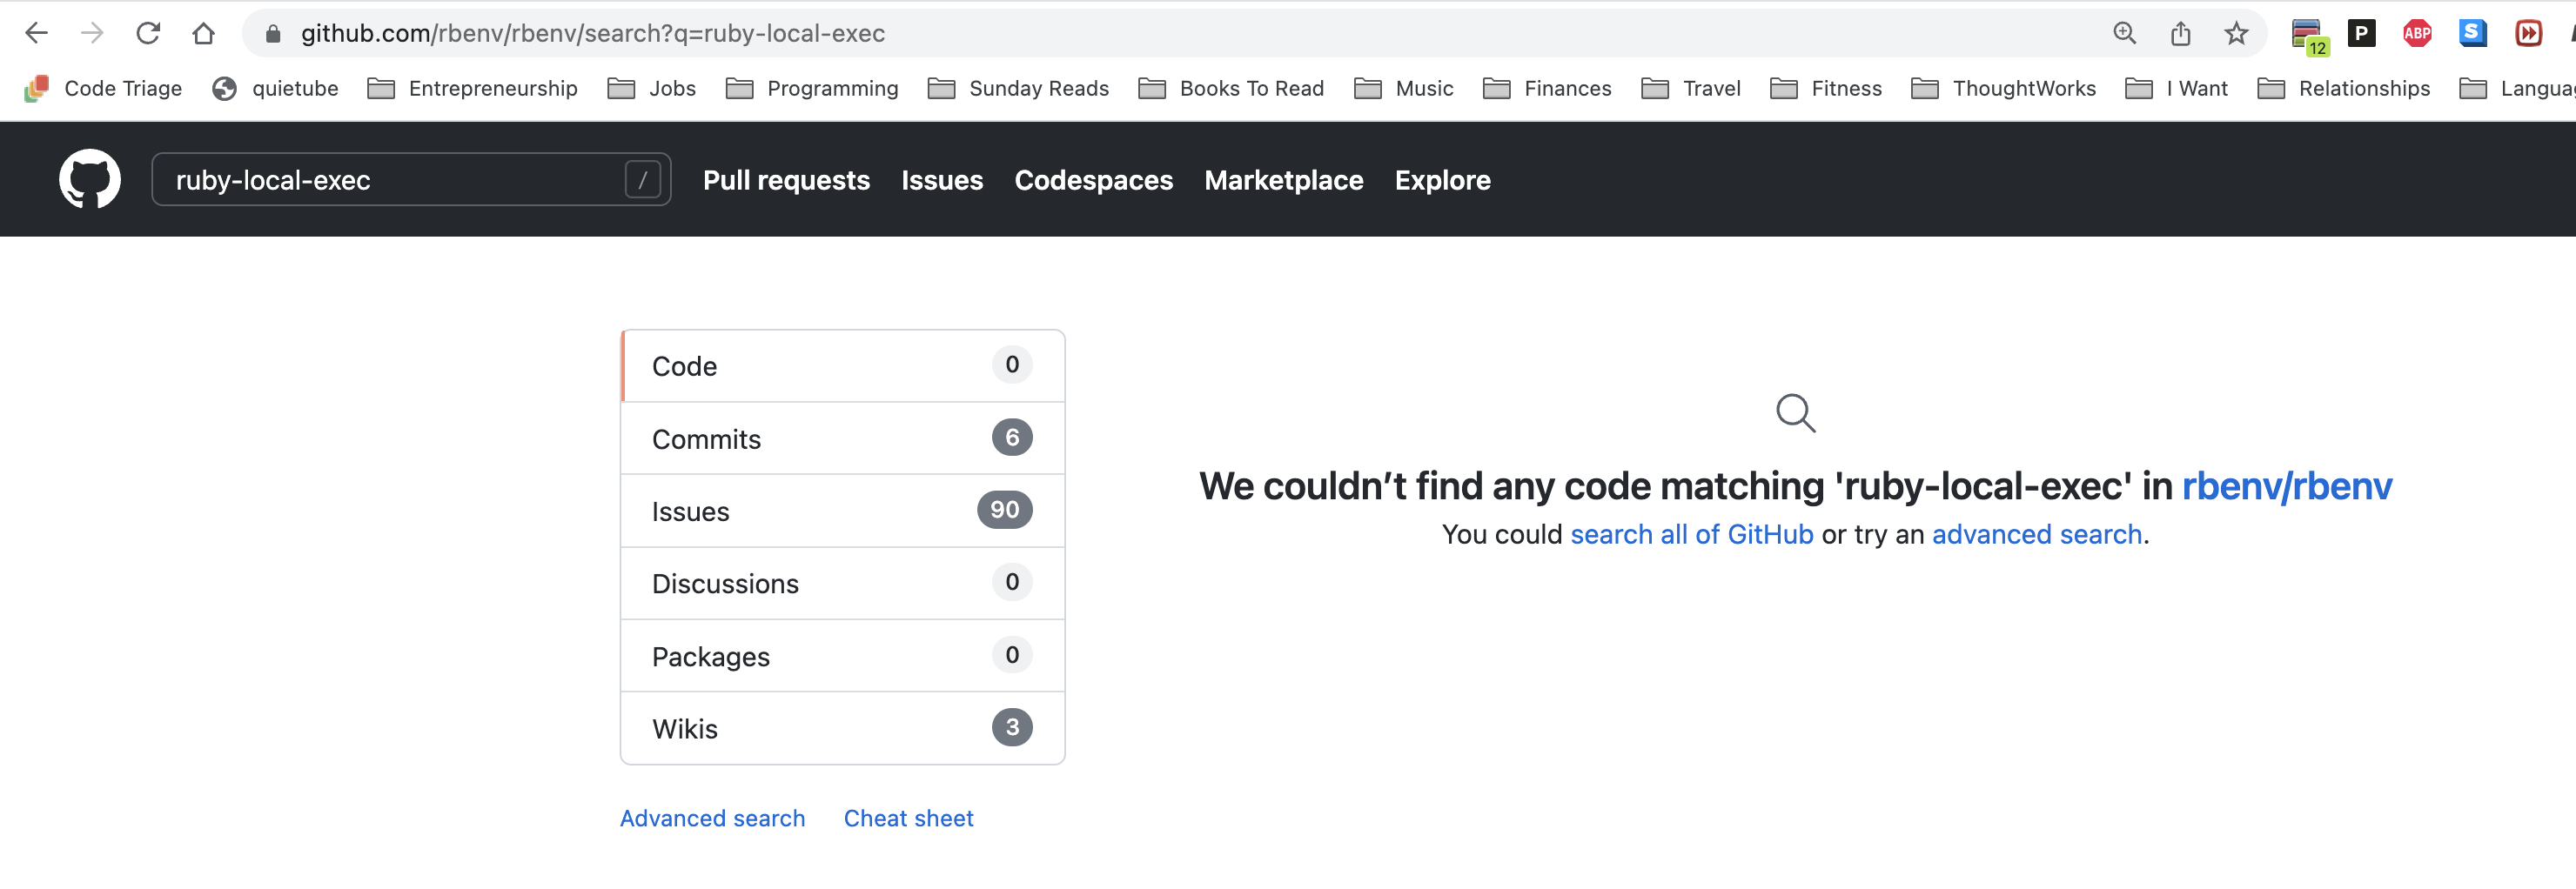 github.com/rbenv/rbenv/search?q=ruby-local-exec
12 P ABP S
Code Triage quietube Entrepreneurship Jobs Programming Sunday Reads Books To Read Music Finances Travel Fitness ThoughtWorks I Want Relationships
ruby-local-exec / Pull requests Issues Codespaces Marketplace Explore
Code 0
Commits 6
Issues 90
Discussions 0
Packages 0
Wikis 3
Advanced search Cheat sheet
We couldn’t find any code matching 'ruby-local-exec' in rbenv/rbenv
You could search all of GitHub or try an advanced search.